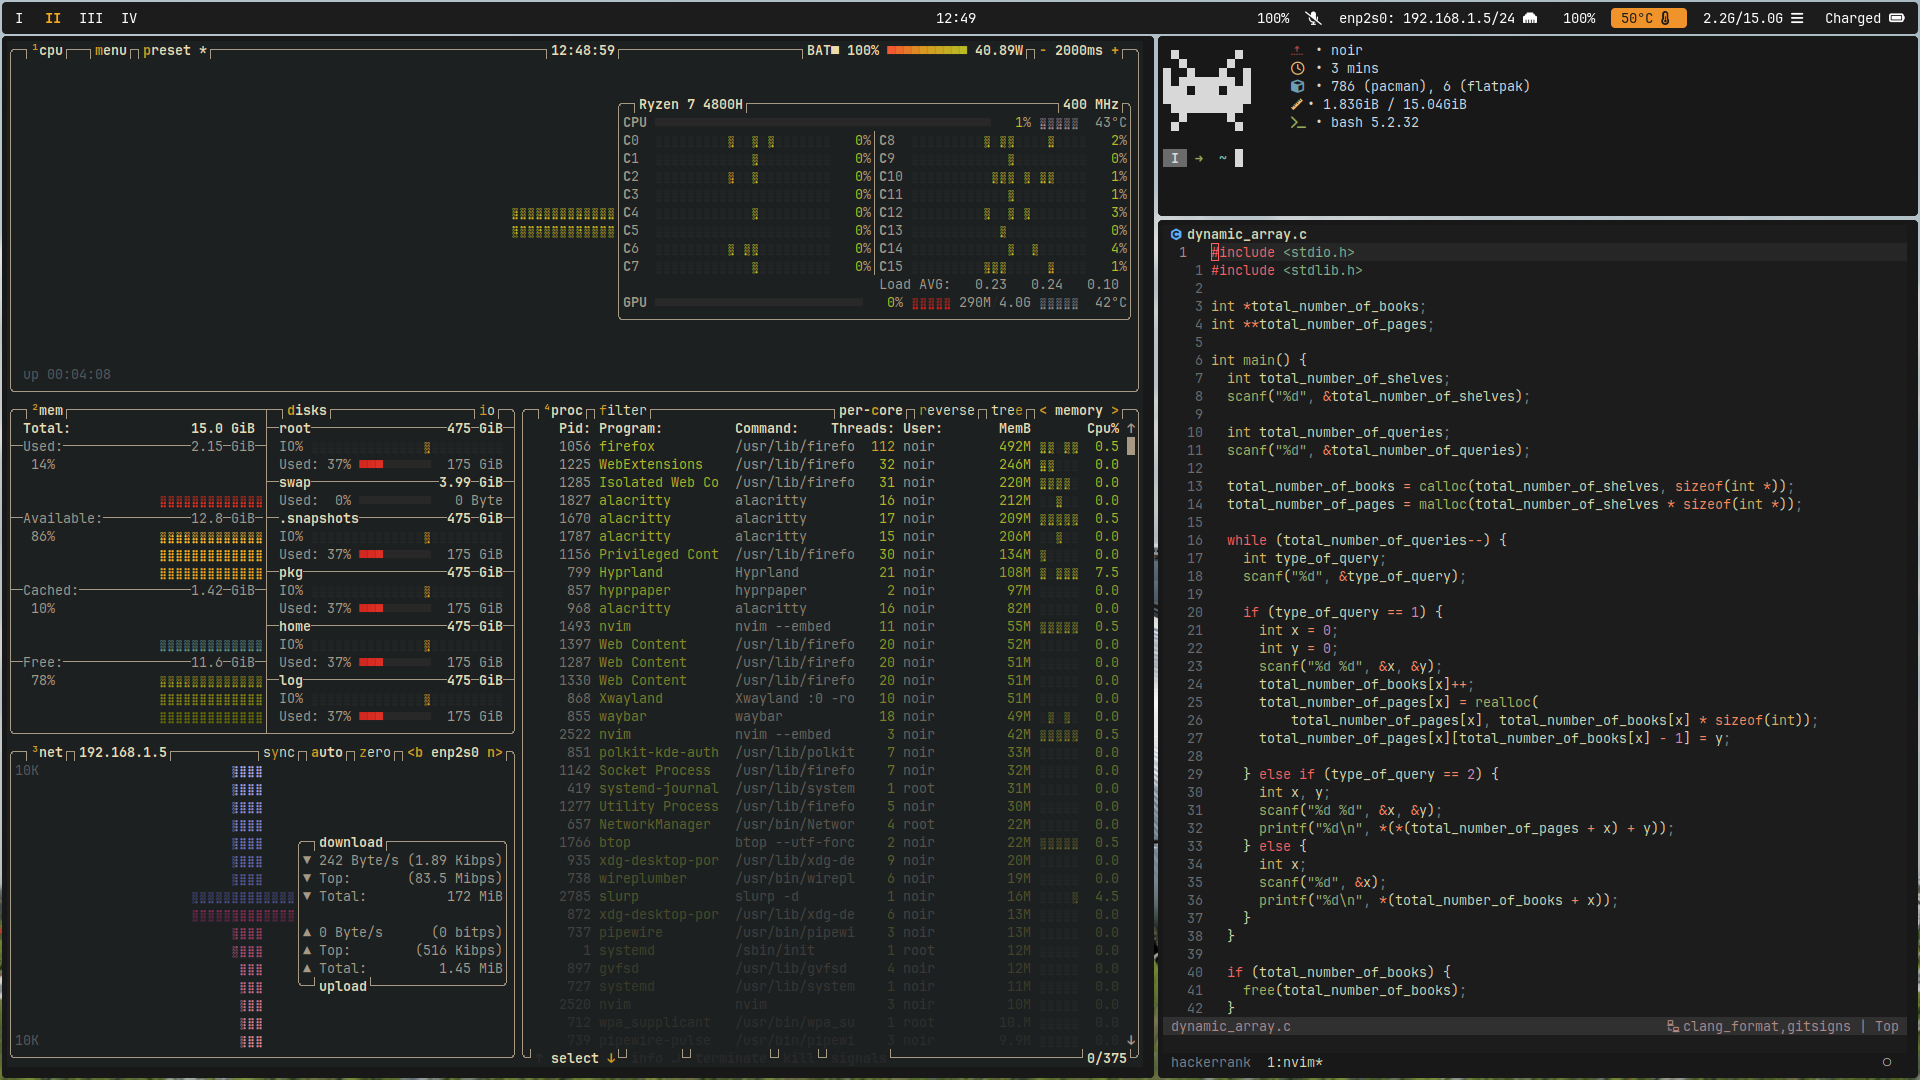 I II III IV 12:49 100% enp2s0: 192.168.1.5/24 100% 50°C 2.2G/15.0G Charged
¹cpu menu preset * 12:48:59 BAT 100% 40.89W - 2000ms +
Ryzen 7 4800H 400 MHz
CPU 1% 43°C
C0 0% C8 2%
C1 0% C9 0%
C2 0% C10 1%
C3 0% C11 1%
C4 0% C12 3%
C5 0% C13 0%
C6 0% C14 4%
C7 0% C15 1%
Load AVG: 0.23 0.24 0.10
GPU 0% 290M 4.0G 42°C
up 00:04:08
²mem
Total: 15.0 GiB
Used: 2.15 GiB
14%
Available: 12.8 GiB
86%
Cached: 1.42 GiB
10%
Free: 11.6 GiB
78%
disks io
root 475 GiB
IO%
Used: 37% 175 GiB
swap 3.99 GiB
Used: 0% 0 Byte
.snapshots 475 GiB
IO%
Used: 37% 175 GiB
pkg 475 GiB
IO%
Used: 37% 175 GiB
home 475 GiB
IO%
Used: 37% 175 GiB
log 475 GiB
IO%
Used: 37% 175 GiB
³net 192.168.1.5 sync auto zero <b enp2s0 n>
10K
download
▼ 242 Byte/s (1.89 Kibps)
▼ Top: (83.5 Mibps)
▼ Total: 172 MiB
▲ 0 Byte/s (0 bitps)
▲ Top: (516 Kibps)
▲ Total: 1.45 MiB
upload
10K
⁴proc filter per-core reverse tree < memory >
Pid: Program: Command: Threads: User: MemB Cpu% ↑
1056 firefox /usr/lib/firefo 112 noir 492M 0.5
1225 WebExtensions /usr/lib/firefo 32 noir 246M 0.0
1285 Isolated Web Co /usr/lib/firefo 31 noir 220M 0.0
1827 alacritty alacritty 16 noir 212M 0.0
1670 alacritty alacritty 17 noir 209M 0.5
1787 alacritty alacritty 15 noir 206M 0.0
1156 Privileged Cont /usr/lib/firefo 30 noir 134M 0.0
799 Hyprland Hyprland 21 noir 108M 7.5
857 hyprpaper hyprpaper 2 noir 97M 0.0
968 alacritty alacritty 16 noir 82M 0.0
1493 nvim nvim --embed 11 noir 55M 0.5
1397 Web Content /usr/lib/firefo 20 noir 52M 0.0
1287 Web Content /usr/lib/firefo 20 noir 51M 0.0
1330 Web Content /usr/lib/firefo 20 noir 51M 0.0
868 Xwayland Xwayland :0 -ro 10 noir 51M 0.0
855 waybar waybar 18 noir 49M 0.0
2522 nvim nvim --embed 3 noir 42M 0.5
851 polkit-kde-auth /usr/lib/polkit 7 noir 33M 0.0
1142 Socket Process /usr/lib/firefo 7 noir 32M 0.0
419 systemd-journal /usr/lib/system 1 root 31M 0.0
1277 Utility Process /usr/lib/firefo 5 noir 30M 0.0
657 NetworkManager /usr/bin/Networ 4 root 22M 0.0
1766 btop btop --utf-forc 2 noir 22M 0.5
935 xdg-desktop-por /usr/lib/xdg-de 9 noir 20M 0.0
738 wireplumber /usr/bin/wirepl 6 noir 19M 0.0
2785 slurp slurp -d 1 noir 16M 4.5
872 xdg-desktop-por /usr/lib/xdg-de 6 noir 13M 0.0
737 pipewire /usr/bin/pipewi 3 noir 13M 0.0
1 systemd /sbin/init 1 root 12M 0.0
897 gvfsd /usr/lib/gvfsd 4 noir 12M 0.0
727 systemd /usr/lib/system 1 noir 11M 0.0
2520 nvim nvim 3 noir 10M 0.0
712 wpa_supplicant /usr/bin/wpa_su 1 root 10.M 0.0
739 pipewire-pulse /usr/bin/pipewi 3 noir 9.9M 0.0
↑ select ↓ info terminate kill signals 0/375
• noir
• 3 mins
• 786 (pacman), 6 (flatpak)
• 1.83GiB / 15.04GiB
• bash 5.2.32
I → ~
dynamic_array.c
1 #include <stdio.h>
1 #include <stdlib.h>
2
3 int *total_number_of_books;
4 int **total_number_of_pages;
5
6 int main() {
7 int total_number_of_shelves;
8 scanf("%d", &total_number_of_shelves);
9
10 int total_number_of_queries;
11 scanf("%d", &total_number_of_queries);
12
13 total_number_of_books = calloc(total_number_of_shelves, sizeof(int *));
14 total_number_of_pages = malloc(total_number_of_shelves * sizeof(int *));
15
16 while (total_number_of_queries--) {
17 int type_of_query;
18 scanf("%d", &type_of_query);
19
20 if (type_of_query == 1) {
21 int x = 0;
22 int y = 0;
23 scanf("%d %d", &x, &y);
24 total_number_of_books[x]++;
25 total_number_of_pages[x] = realloc(
26 total_number_of_pages[x], total_number_of_books[x] * sizeof(int));
27 total_number_of_pages[x][total_number_of_books[x] - 1] = y;
28
29 } else if (type_of_query == 2) {
30 int x, y;
31 scanf("%d %d", &x, &y);
32 printf("%d\n", *(*(total_number_of_pages + x) + y));
33 } else {
34 int x;
35 scanf("%d", &x);
36 printf("%d\n", *(total_number_of_books + x));
37 }
38 }
39
40 if (total_number_of_books) {
41 free(total_number_of_books);
42 }
dynamic_array.c clang_format,gitsigns | Top
hackerrank 1:nvim*